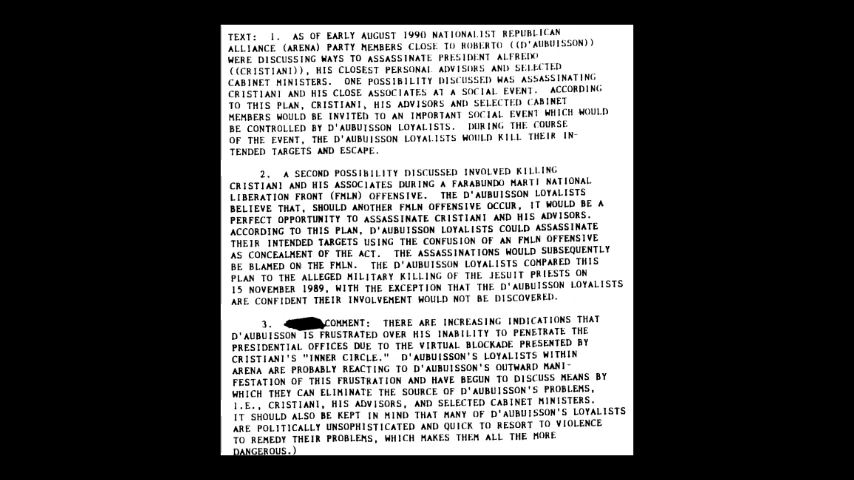 TEXT: 1. AS OF EARLY AUGUST 1990 NATIONALIST REPUBLICAN
ALLIANCE (ARENA) PARTY MEMBERS CLOSE TO ROBERTO ((D'AUBUISSON))
WERE DISCUSSING WAYS TO ASSASSINATE PRESIDENT ALFREDO
((CRISTIANI)), HIS CLOSEST PERSONAL ADVISORS AND SELECTED
CABINET MINISTERS. ONE POSSIBILITY DISCUSSED WAS ASSASSINATING
CRISTIANI AND HIS CLOSE ASSOCIATES AT A SOCIAL EVENT. ACCORDING
TO THIS PLAN, CRISTIANI, HIS ADVISORS AND SELECTED CABINET
MEMBERS WOULD BE INVITED TO AN IMPORTANT SOCIAL EVENT WHICH WOULD
BE CONTROLLED BY D'AUBUISSON LOYALISTS. DURING THE COURSE
OF THE EVENT, THE D'AUBUISSON LOYALISTS WOULD KILL THEIR IN-
TENDED TARGETS AND ESCAPE.
2. A SECOND POSSIBILITY DISCUSSED INVOLVED KILLING
CRISTIANI AND HIS ASSOCIATES DURING A FARABUNDO MARTI NATIONAL
LIBERATION FRONT (FMLN) OFFENSIVE. THE D'AUBUISSON LOYALISTS
BELIEVE THAT, SHOULD ANOTHER FMLN OFFENSIVE OCCUR, IT WOULD BE A
PERFECT OPPORTUNITY TO ASSASSINATE CRISTIANI AND HIS ADVISORS.
ACCORDING TO THIS PLAN, D'AUBUISSON LOYALISTS COULD ASSASSINATE
THEIR INTENDED TARGETS USING THE CONFUSION OF AN FMLN OFFENSIVE
AS CONCEALMENT OF THE ACT. THE ASSASSINATIONS WOULD SUBSEQUENTLY
BE BLAMED ON THE FMLN. THE D'AUBUISSON LOYALISTS COMPARED THIS
PLAN TO THE ALLEGED MILITARY KILLING OF THE JESUIT PRIESTS ON
15 NOVEMBER 1989, WITH THE EXCEPTION THAT THE D'AUBUISSON LOYALISTS
ARE CONFIDENT THEIR INVOLVEMENT WOULD NOT BE DISCOVERED.
3. COMMENT: THERE ARE INCREASING INDICATIONS THAT
D'AUBUISSON IS FRUSTRATED OVER HIS INABILITY TO PENETRATE THE
PRESIDENTIAL OFFICES DUE TO THE VIRTUAL BLOCKADE PRESENTED BY
CRISTIANI'S "INNER CIRCLE." D'AUBUISSON'S LOYALISTS WITHIN
ARENA ARE PROBABLY REACTING TO D'AUBUISSON'S OUTWARD MANI-
FESTATION OF THIS FRUSTRATION AND HAVE BEGUN TO DISCUSS MEANS BY
WHICH THEY CAN ELIMINATE THE SOURCE OF D'AUBUISSON'S PROBLEMS,
I.E., CRISTIANI, HIS ADVISORS, AND SELECTED CABINET MINISTERS.
IT SHOULD ALSO BE KEPT IN MIND THAT MANY OF D'AUBUISSON'S LOYALISTS
ARE POLITICALLY UNSOPHISTICATED AND QUICK TO RESORT TO VIOLENCE
TO REMEDY THEIR PROBLEMS, WHICH MAKES THEM ALL THE MORE
DANGEROUS.)